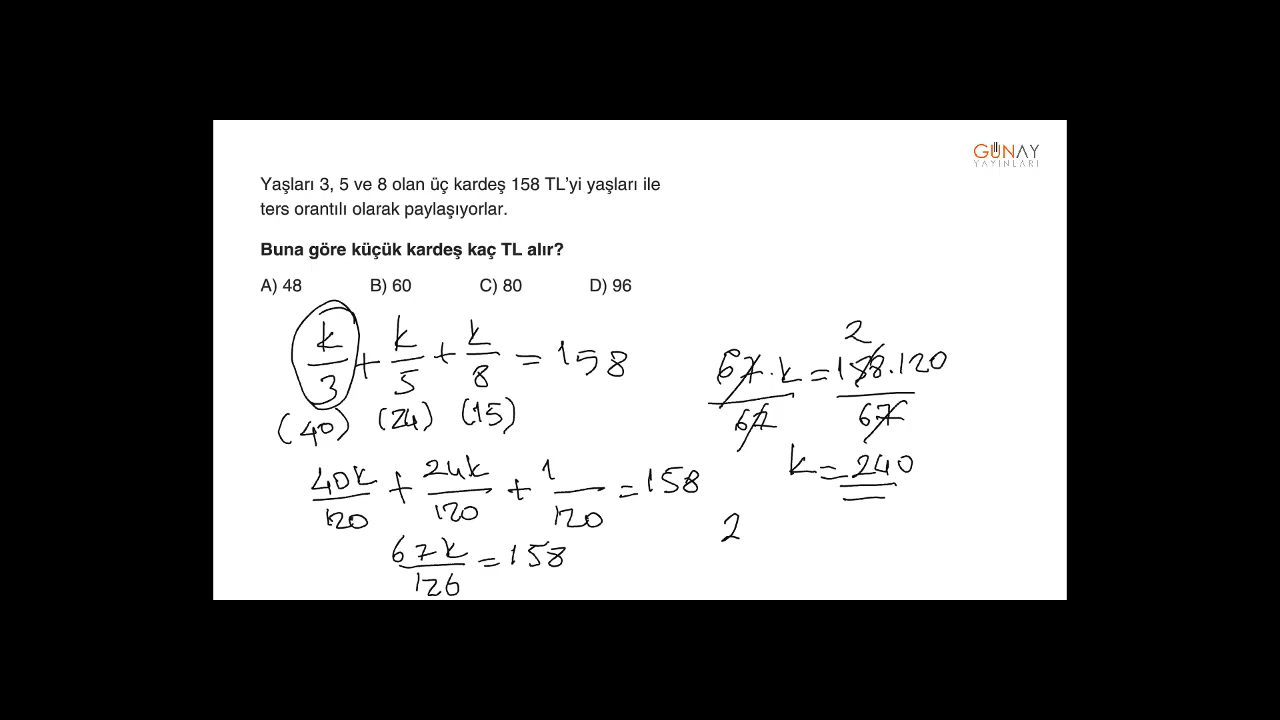 GÜNAY
YAYINLARI
Yaşları 3, 5 ve 8 olan üç kardeş 158 TL'yi yaşları ile
ters orantılı olarak paylaşıyorlar.
Buna göre küçük kardeş kaç TL alır?
A) 48 B) 60 C) 80 D) 96
k/3 + k/5 + k/8 = 158
(40) (24) (15)
40k/120 + 24k/120 + 1/120 = 158
67k/120 = 158
2
67.k/67 = 158.120/67
k = 240
2